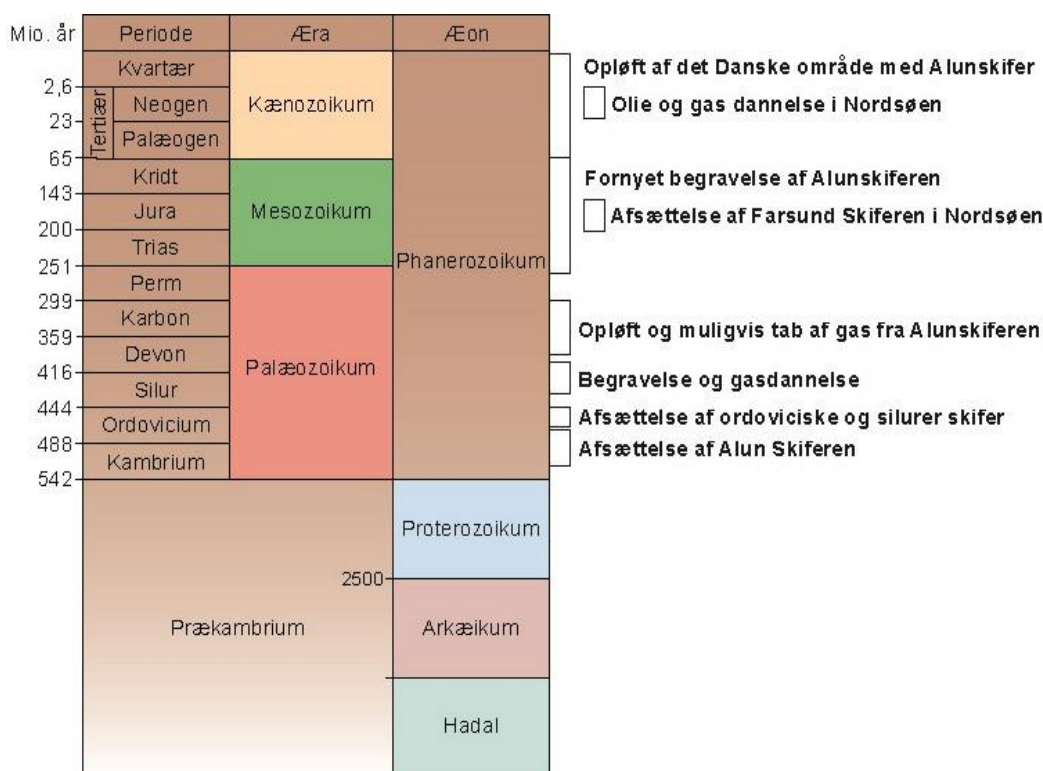 Mio. år Periode Æra Æon
Kvartær
2,6
Tertiær
Neogen
23
Palæogen
65
Kænozoikum
Kridt
143
Jura
200
Trias
251
Mesozoikum
Perm
299
Karbon
359
Devon
416
Silur
444
Ordovicium
488
Kambrium
542
Palæozoikum
Phanerozoikum
Prækambrium
Proterozoikum
2500
Arkæikum
Hadal
Opløft af det Danske område med Alunskifer
Olie og gas dannelse i Nordsøen
Fornyet begravelse af Alunskiferen
Afsættelse af Farsund Skiferen i Nordsøen
Opløft og muligvis tab af gas fra Alunskiferen
Begravelse og gasdannelse
Afsættelse af ordoviciske og silurer skifer
Afsættelse af Alun Skiferen